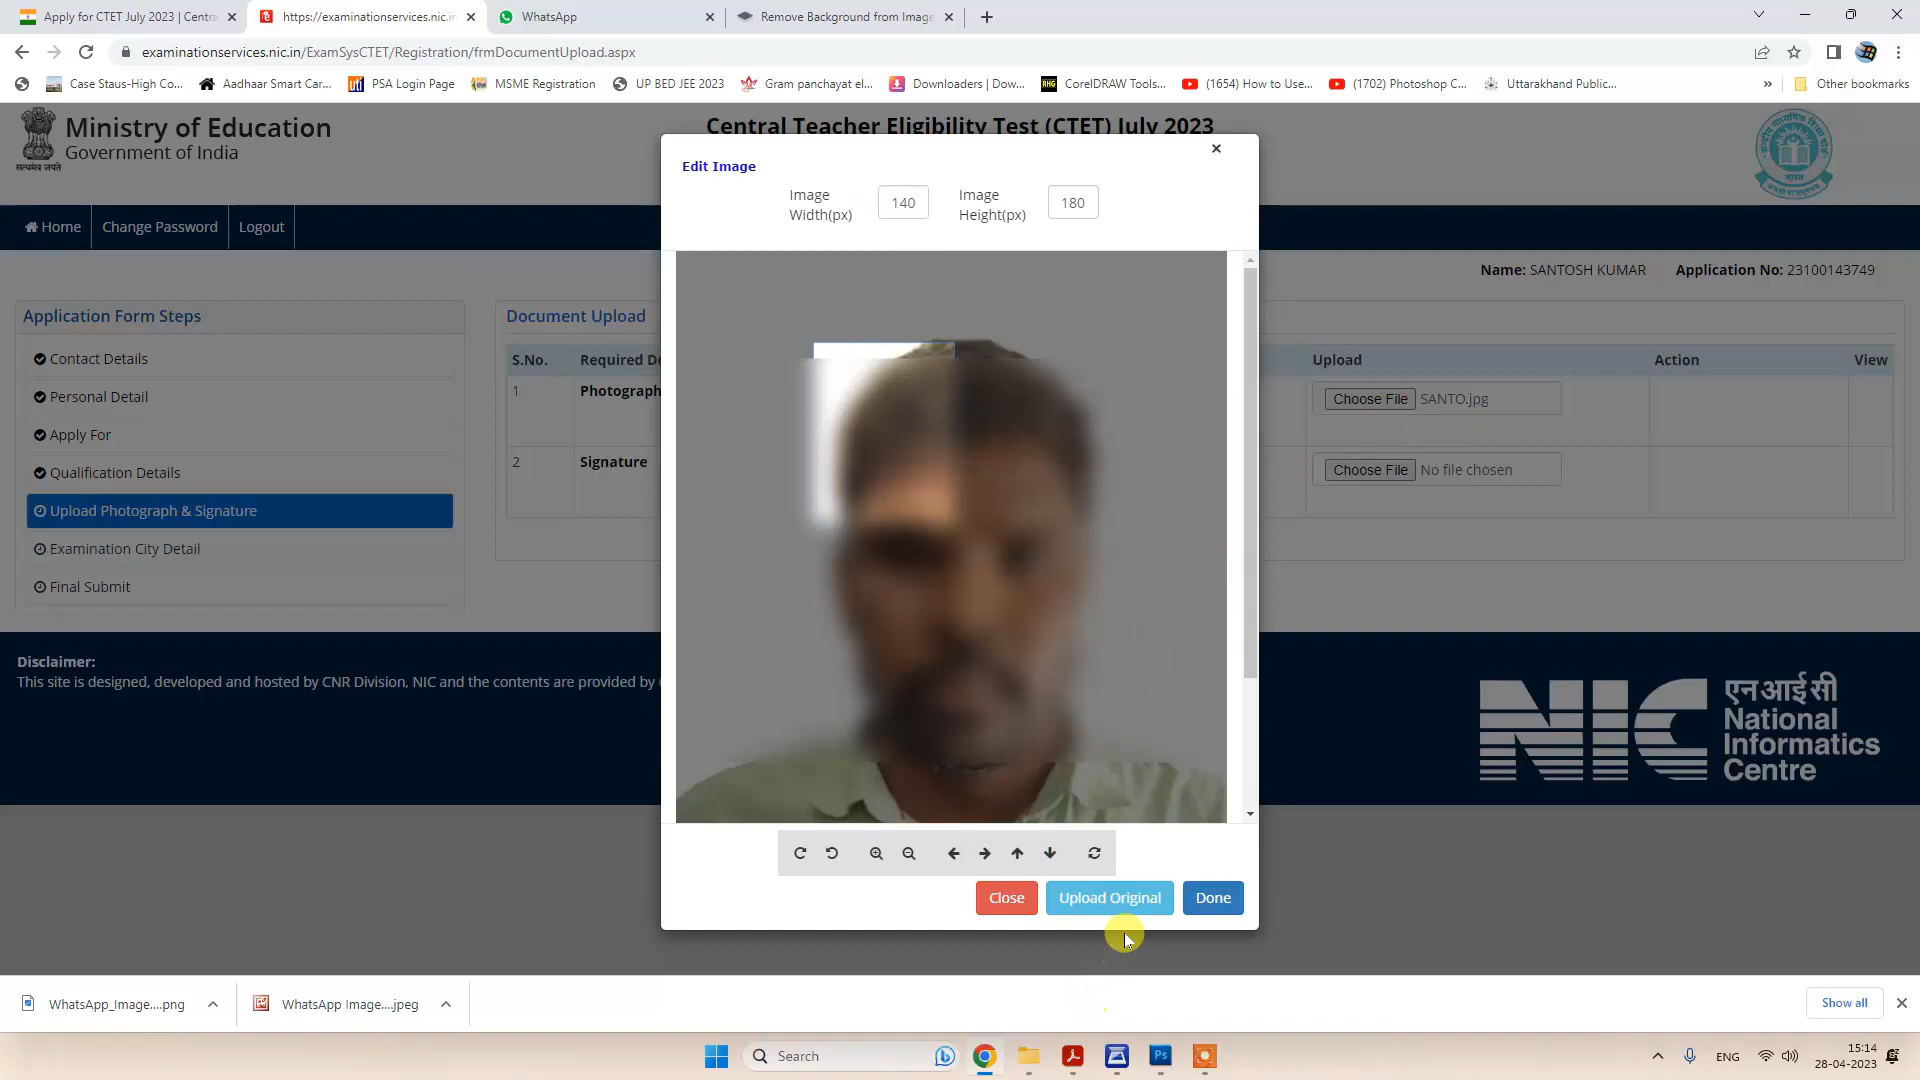 Apply for CTET July 2023 | Centra
https://examinationservices.nic.in
WhatsApp
Remove Background from Image
examinationservices.nic.in/ExamSysCTET/Registration/frmDocumentUpload.aspx
Case Staus-High Co...
Aadhaar Smart Car...
PSA Login Page
MSME Registration
UP BED JEE 2023
Gram panchayat el...
Downloaders | Dow...
CorelDRAW Tools...
(1654) How to Use...
(1702) Photoshop C...
Uttarakhand Public...
Other bookmarks
सत्यमेव जयते
Ministry of Education
Government of India
Central Teacher Eligibility Test (CTET) July 2023
Home
Change Password
Logout
Name: SANTOSH KUMAR
Application No: 23100143749
Application Form Steps
Contact Details
Personal Detail
Apply For
Qualification Details
Upload Photograph & Signature
Examination City Detail
Final Submit
Document Upload
S.No.
Required D
Upload
Action
View
1
Photograph
Choose File SANTO.jpg
2
Signature
Choose File No file chosen
Edit Image
Image Width(px)
140
Image Height(px)
180
Close
Upload Original
Done
Disclaimer:
This site is designed, developed and hosted by CNR Division, NIC and the contents are provided by
NIC
एनआईसी
National
Informatics
Centre
WhatsApp_Image....png
WhatsApp Image....jpeg
Show all
Search
ENG
15:14
28-04-2023